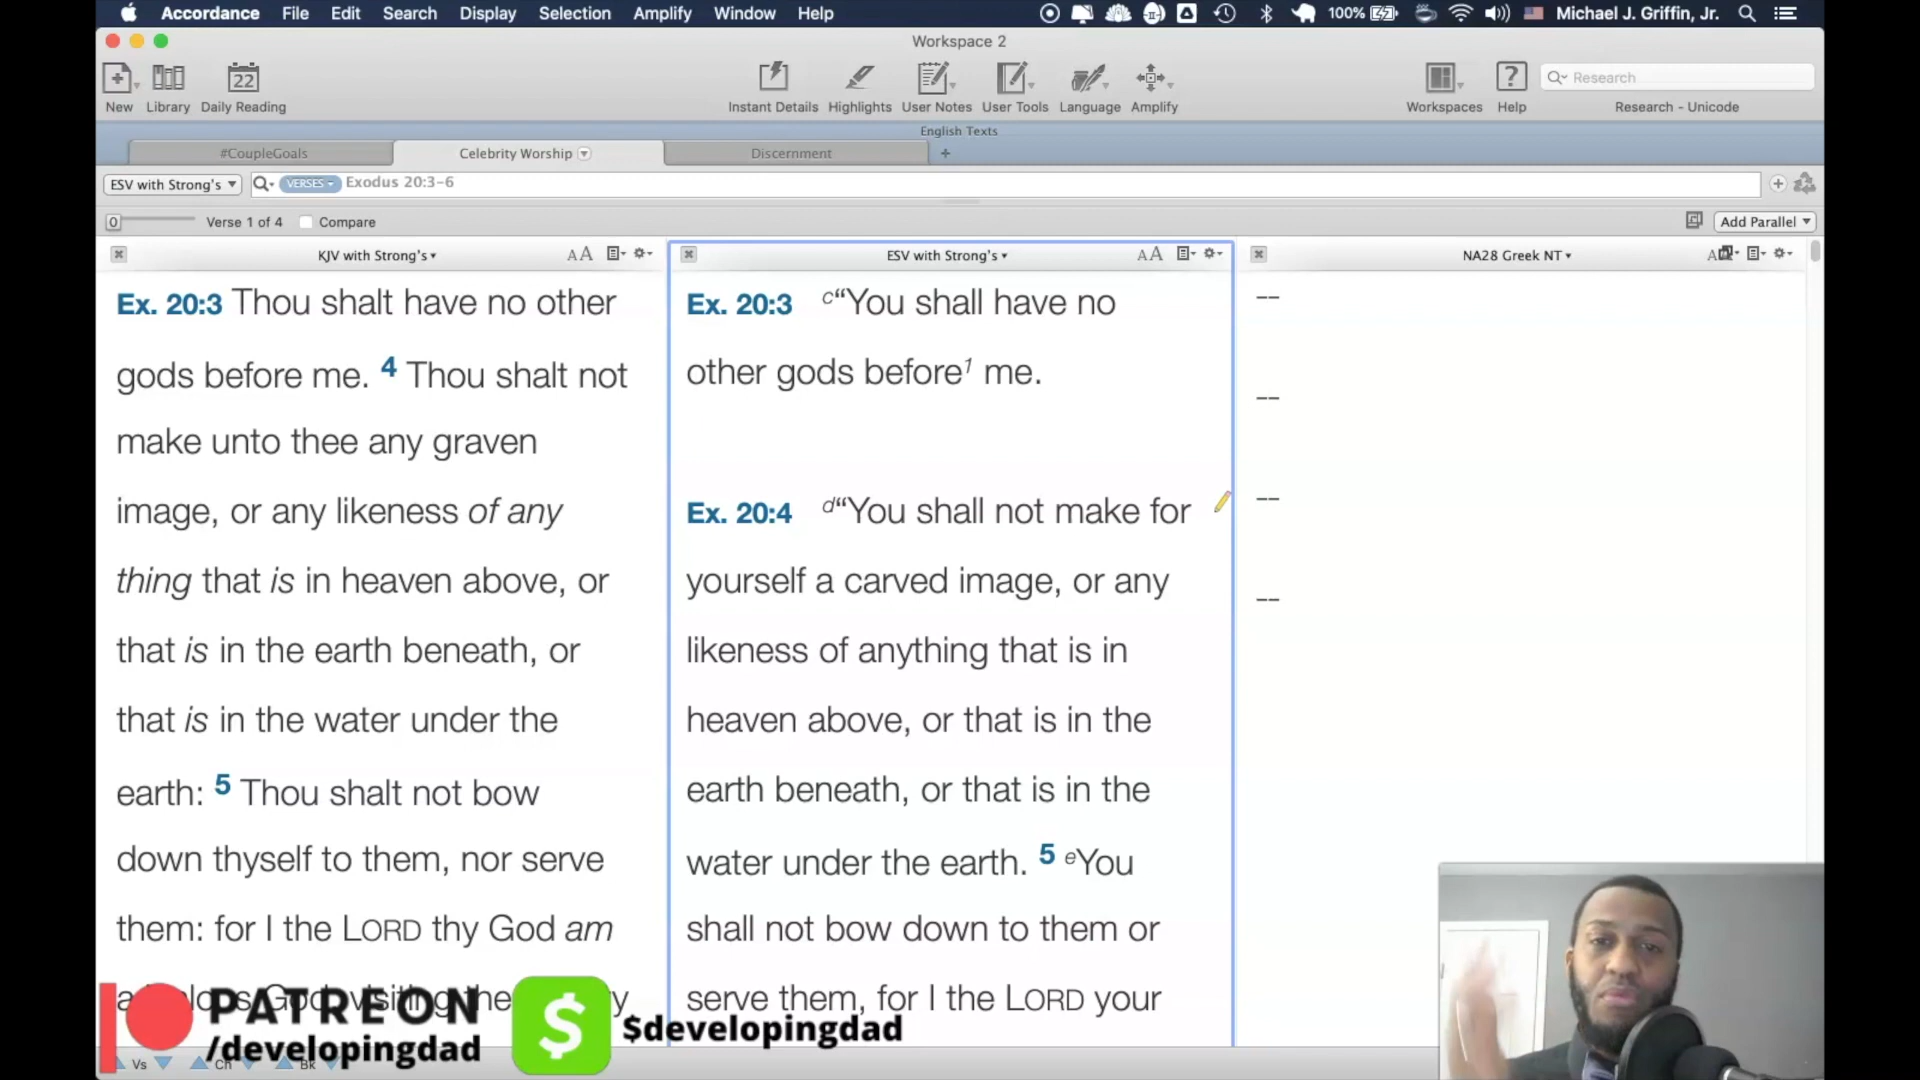 Accordance File Edit Search Display Selection Amplify Window Help 100% Michael J. Griffin, Jr.
Workspace 2
22
New Library Daily Reading Instant Details Highlights User Notes User Tools Language Amplify Workspaces Help Research
Research - Unicode
English Texts
#CoupleGoals Celebrity Worship Discernment +
ESV with Strong's VERSES Exodus 20:3-6
0 Verse 1 of 4 Compare Add Parallel
KJV with Strong's AA
Ex. 20:3 Thou shalt have no other
gods before me. 4 Thou shalt not
make unto thee any graven
image, or any likeness of any
thing that is in heaven above, or
that is in the earth beneath, or
that is in the water under the
earth: 5 Thou shalt not bow
down thyself to them, nor serve
them: for I the LORD thy God am
God, visiting the
ESV with Strong's AA
Ex. 20:3 c“You shall have no
other gods before1 me.
Ex. 20:4 d“You shall not make for
yourself a carved image, or any
likeness of anything that is in
heaven above, or that is in the
earth beneath, or that is in the
water under the earth. 5 eYou
shall not bow down to them or
serve them, for I the LORD your
NA28 Greek NT
--
--
--
--
PATREON
/developingdad
$
$developingdad
Vs Ch Bk